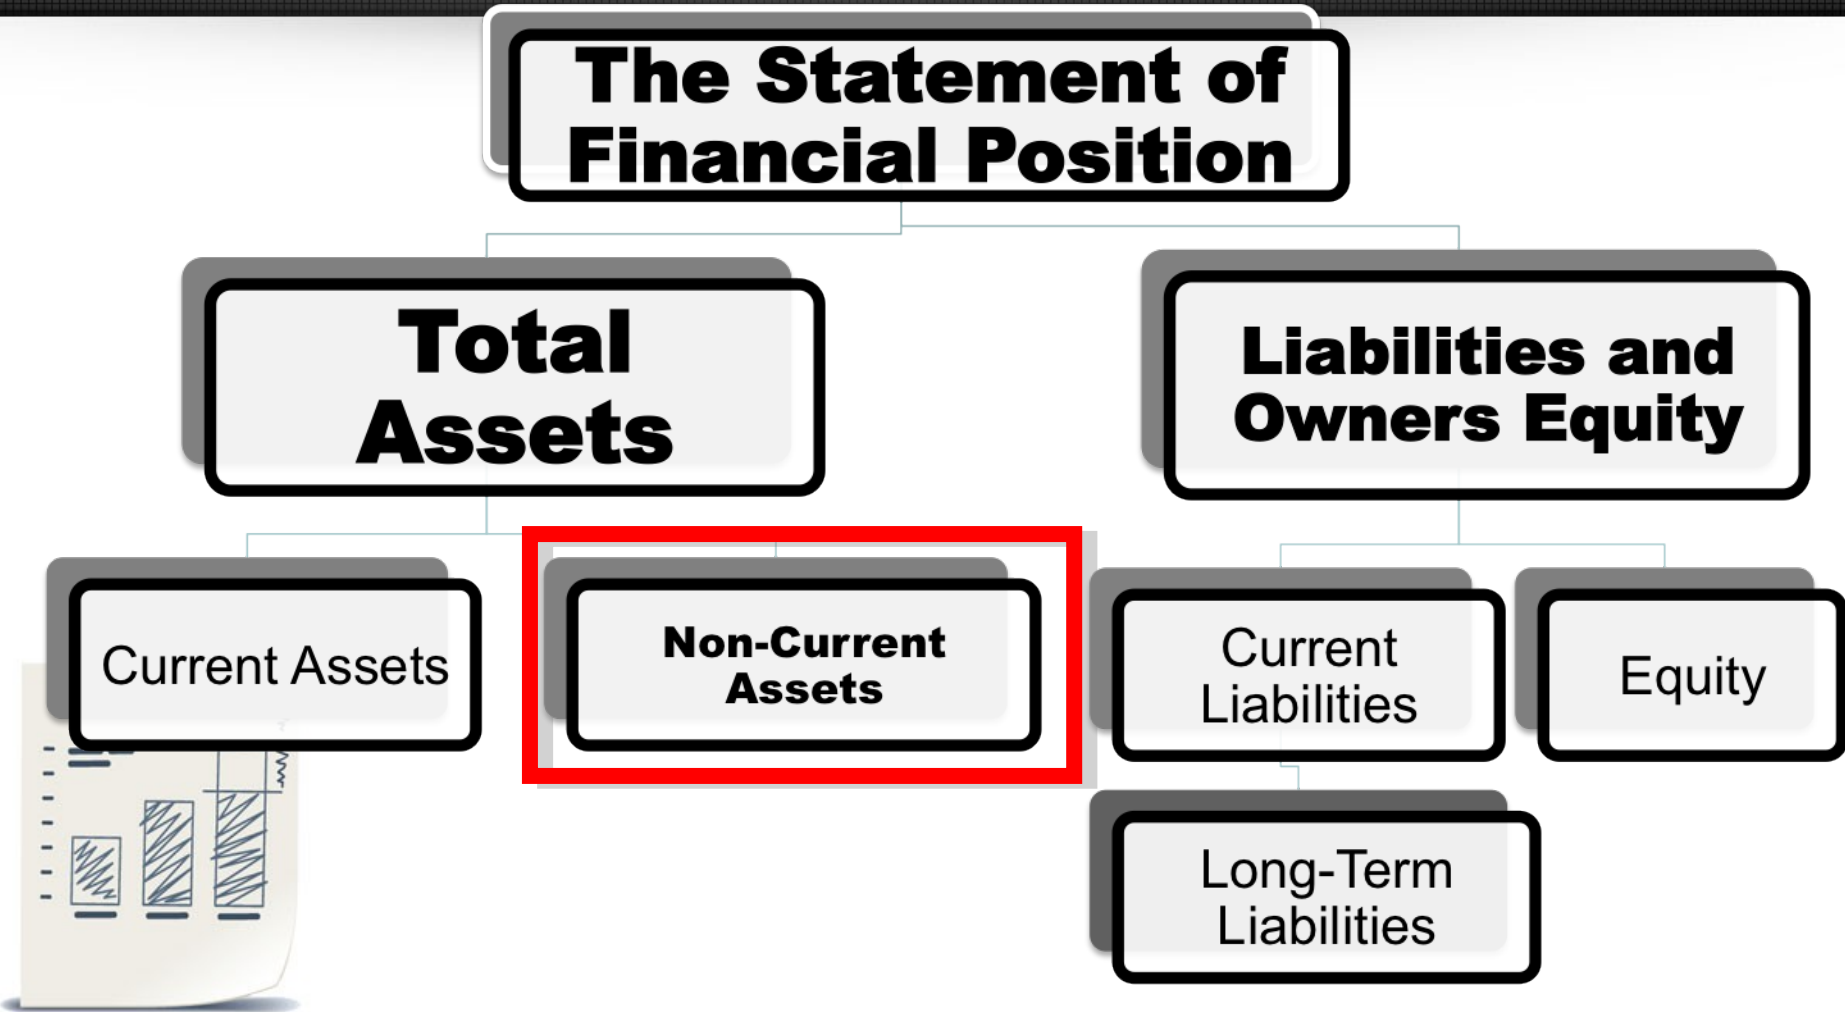 The Statement of
Financial Position
Total
Assets
Liabilities and
Owners Equity
Current Assets
Non-Current
Assets
Current
Liabilities
Equity
Long-Term
Liabilities